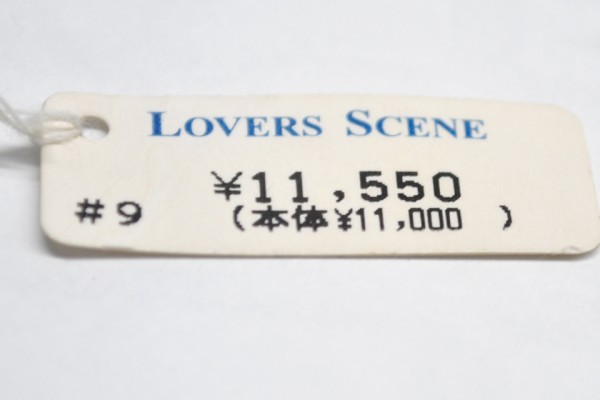 LOVERS SCENE
¥11,550
#9 (本体¥11,000 )